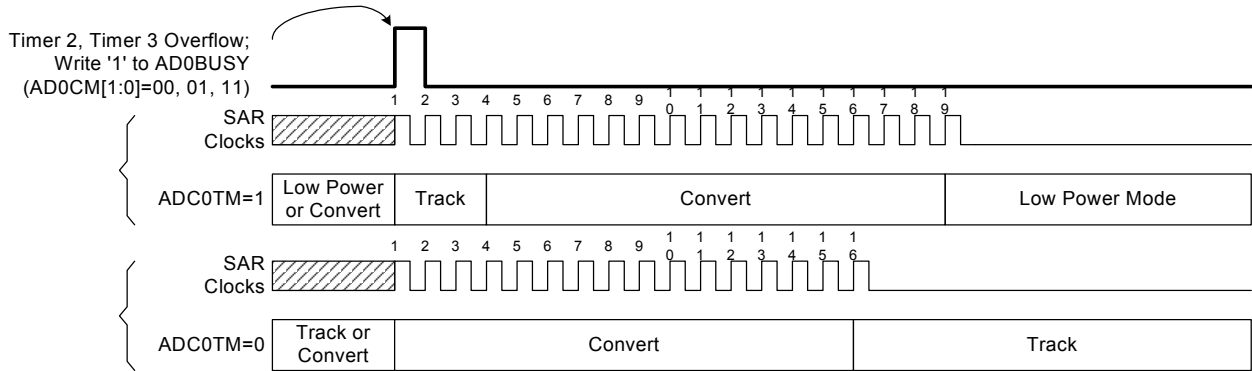 Timer 2, Timer 3 Overflow;
Write '1' to AD0BUSY
(AD0CM[1:0]=00, 01, 11)
1 2 3 4 5 6 7 8 9 10 11 12 13 14 15 16 17 18 19
SAR
Clocks
ADC0TM=1
Low Power
or Convert
Track
Convert
Low Power Mode
1 2 3 4 5 6 7 8 9 10 11 12 13 14 15 16
SAR
Clocks
ADC0TM=0
Track or
Convert
Convert
Track